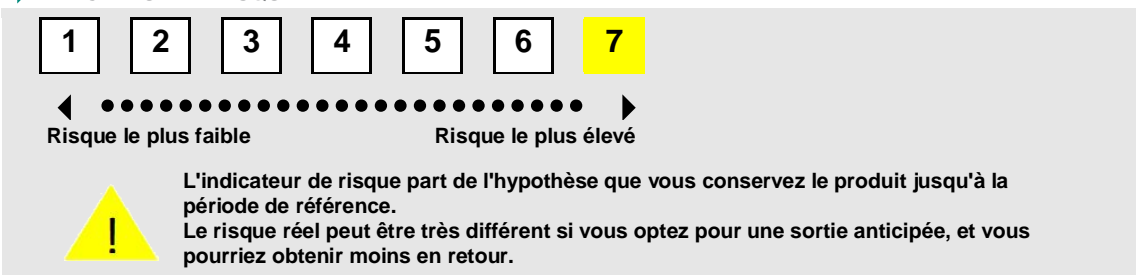 1 2 3 4 5 6 7
Risque le plus faible Risque le plus élevé
L'indicateur de risque part de l'hypothèse que vous conservez le produit jusqu'à la
période de référence.
! Le risque réel peut être très différent si vous optez pour une sortie anticipée, et vous
pourriez obtenir moins en retour.